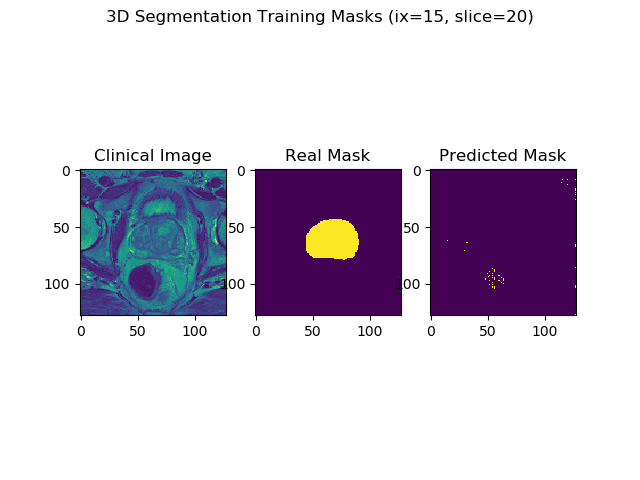 3D Segmentation Training Masks (ix=15, slice=20)
Clinical Image Real Mask Predicted Mask
0 0 0
50 50 50
100 100 100
0 50 100 0 50 100 0 50 100